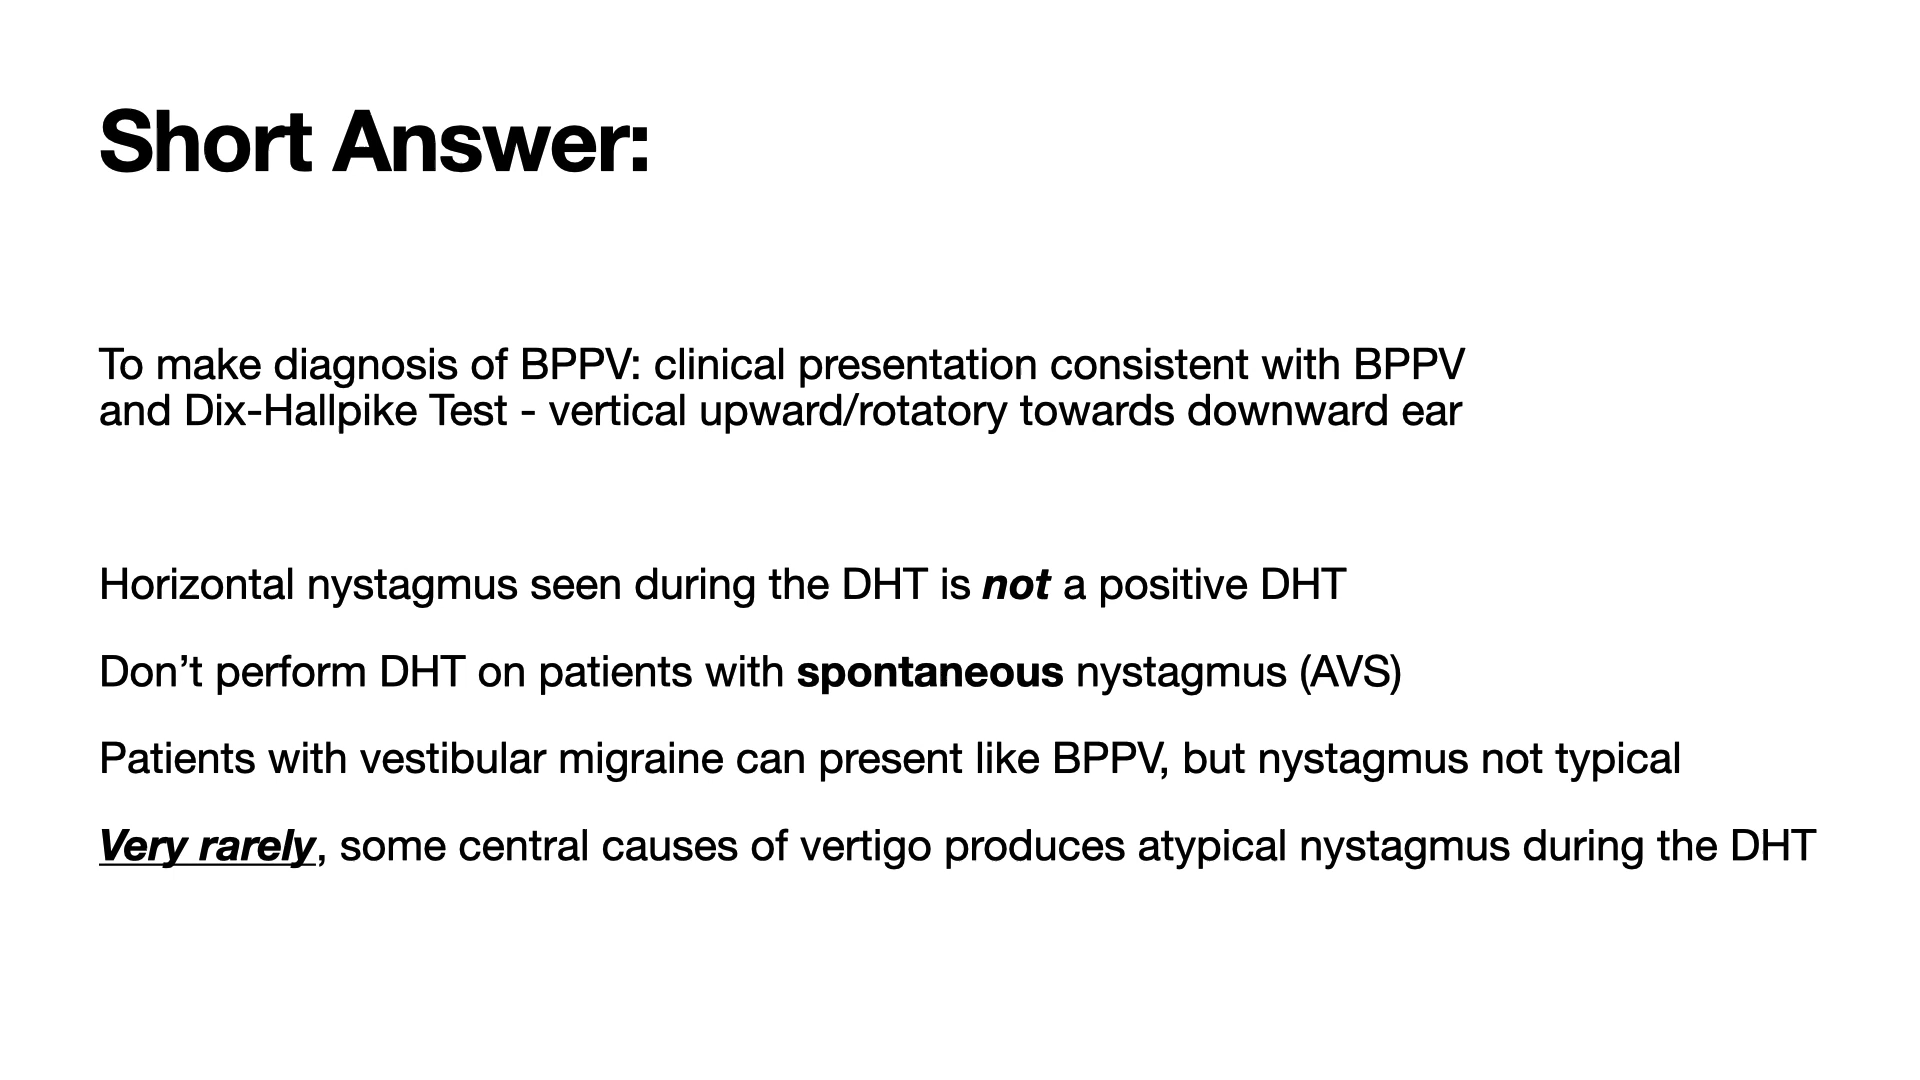 Short Answer:
To make diagnosis of BPPV: clinical presentation consistent with BPPV
and Dix-Hallpike Test - vertical upward/rotatory towards downward ear
Horizontal nystagmus seen during the DHT is not a positive DHT
Don’t perform DHT on patients with spontaneous nystagmus (AVS)
Patients with vestibular migraine can present like BPPV, but nystagmus not typical
Very rarely, some central causes of vertigo produces atypical nystagmus during the DHT